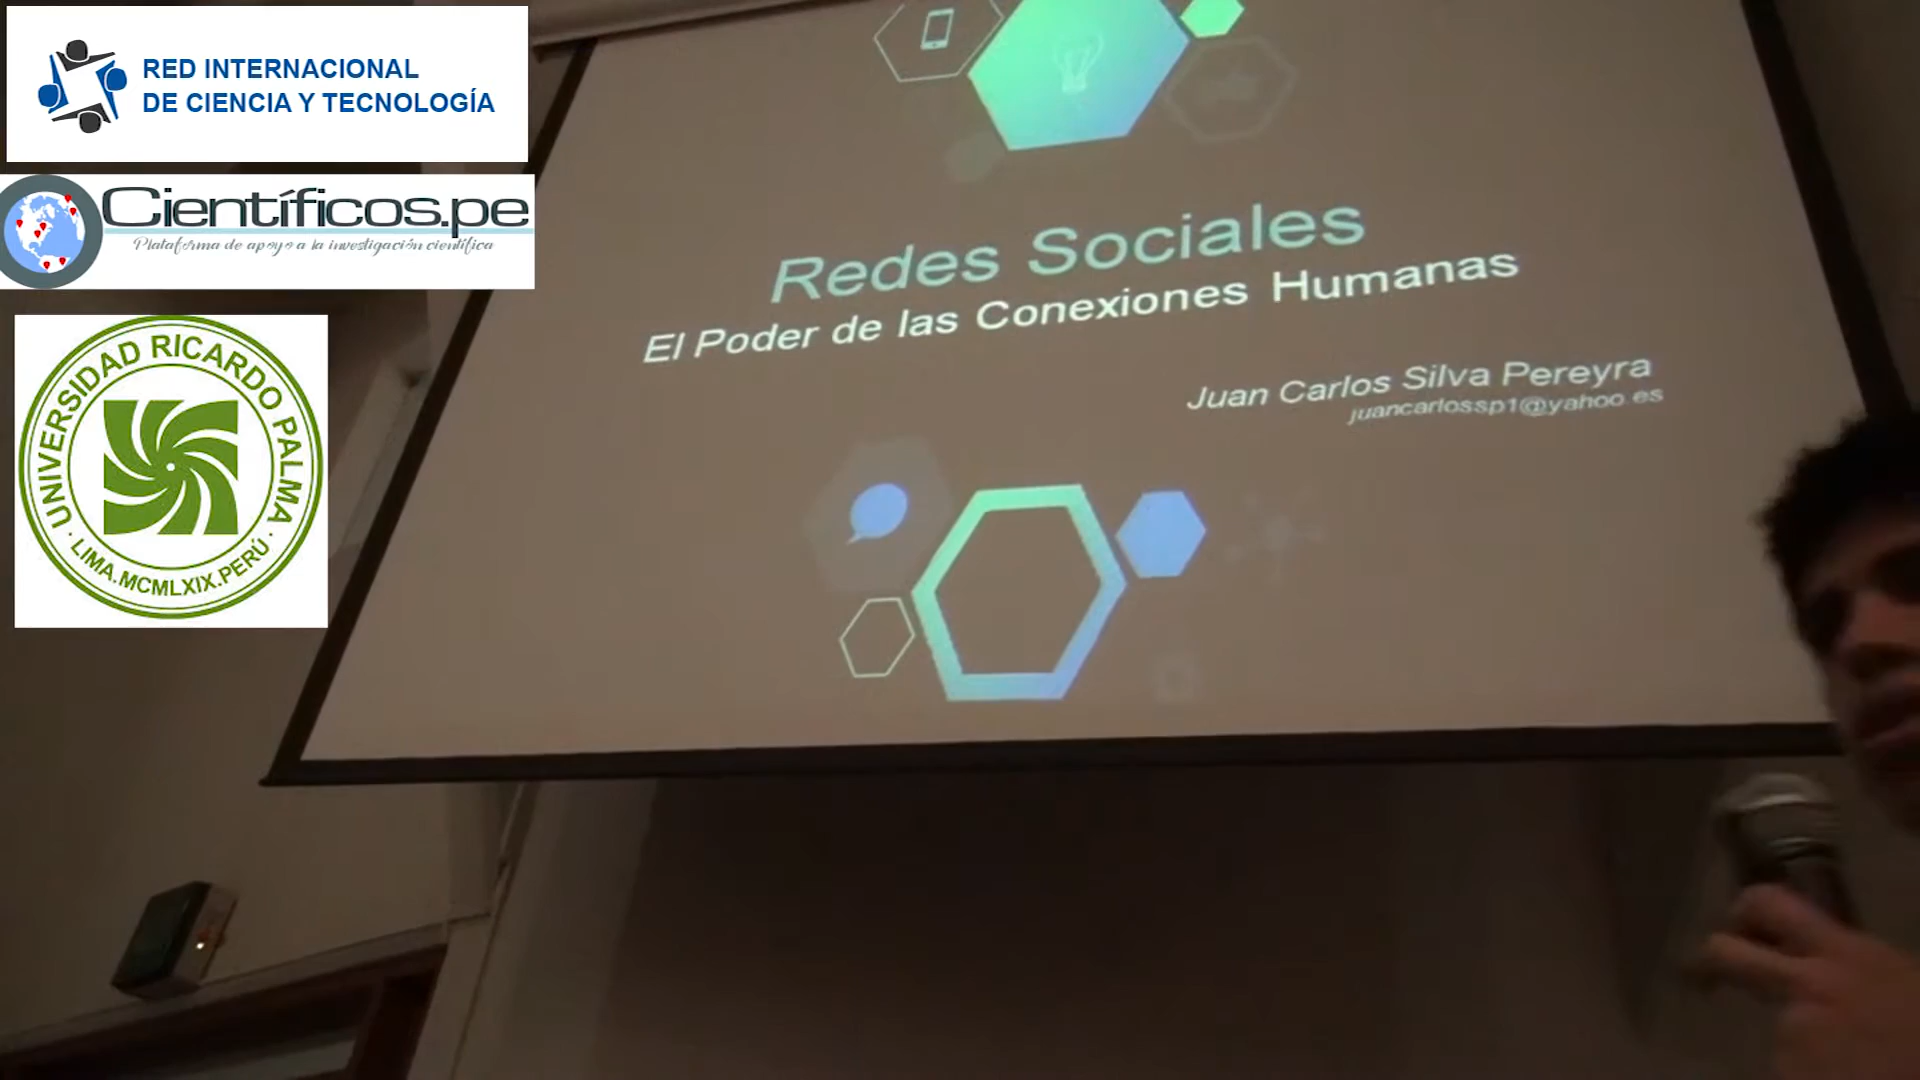 RED INTERNACIONAL
DE CIENCIA Y TECNOLOGÍA
Científicos.pe
Plataforma de apoyo a la investigación científica
UNIVERSIDAD RICARDO PALMA
· LIMA.MCMLXIX.PERÚ ·
Redes Sociales
El Poder de las Conexiones Humanas
Juan Carlos Silva Pereyra
juancarlossp1@yahoo.es